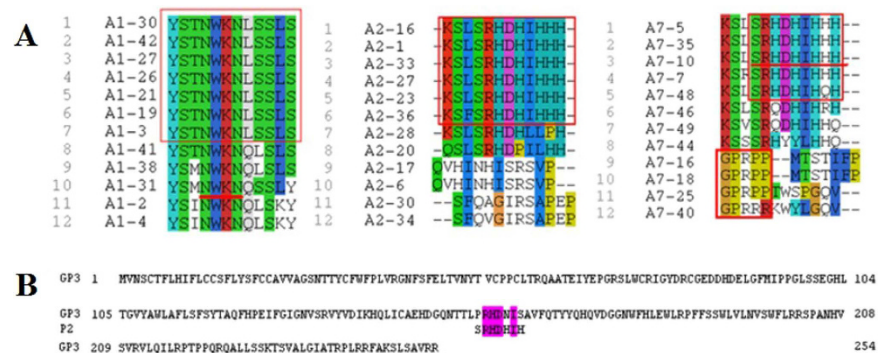 A
1 A1-30 YSTNWKNLSSLS
2 A1-42 YSTNWKNLSSLS
3 A1-27 YSTNWKNLSSLS
4 A1-26 YSTNWKNLSSLS
5 A1-21 YSTNWKNLSSLS
6 A1-19 YSTNWKNLSSLS
7 A1-3 YSTNWKNLSSLS
8 A1-41 YSTNWKNQLSLS
9 A1-38 YSMNWKNLSSLS
10 A1-31 YSMNWKNQSSLY
11 A1-2 YSINWKNQLSKY
12 A1-4 YSINWKNQLSKY
1 A2-16 -KSLSRHDHIHHH
2 A2-1 -KSLSRHDHIHHH
3 A2-33 -KSLSRHDHIHHH
4 A2-27 -KSLSRHDHIHHH
5 A2-23 -KSLSRHDHIHHH
6 A2-36 -KSFSRHDHIHHH
7 A2-28 -KSLSRHDHLLPH
8 A2-20 -QSLSRHDPILHH
9 A2-17 QVHINHISRSVP-
10 A2-6 QVHINHISRSVP-
11 A2-30 --SFQAGIRSAPEP
12 A2-34 --SFQVGIRSAPEP
1 A7-5 KSLSRHDHIHHH
2 A7-35 KSLSRHDHIHHH
3 A7-10 KSLSRHDHIHHH
4 A7-7 KSRSRHDHIHHH
5 A7-48 KSRSRHDHIHQH
6 A7-46 KSLSRQDHIHHH
7 A7-49 KSVSRQDHIHHQ
8 A7-44 KSSSRHYYLHH-
9 A7-16 GPRPP--MTSTIFP
10 A7-18 GPRPP--MTSTIFP
11 A7-25 GPRPPTWSPGQV--
12 A7-40 GPRRRKWYLGQV--
B
GP3 1 MVNSCTFLHIFLCCSFLYSFCCAVVAGSNTTYCFWFPLVRGNFSFELTVNYT VCPPCLTRQAATEIYEPGRSLWCRIGYDRCGEDDHDELGFMIPPGLSSEGHL 104
GP3 105 TGVYAWLAFLSFSYTAQFHPEIFGIGNVSRVYVDIKHQLICAEHDGQNTTLPRHDNISAVFQTYYQHQVDGGNWFHLEWLRPFFSSWLVLNVSWFLRRSPANHV 208
P2 SRHDHIH
GP3 209 SVRVLQILRPTPPQRQALLSSKTSVALGIATRPLRRFAKSLSAVRR 254